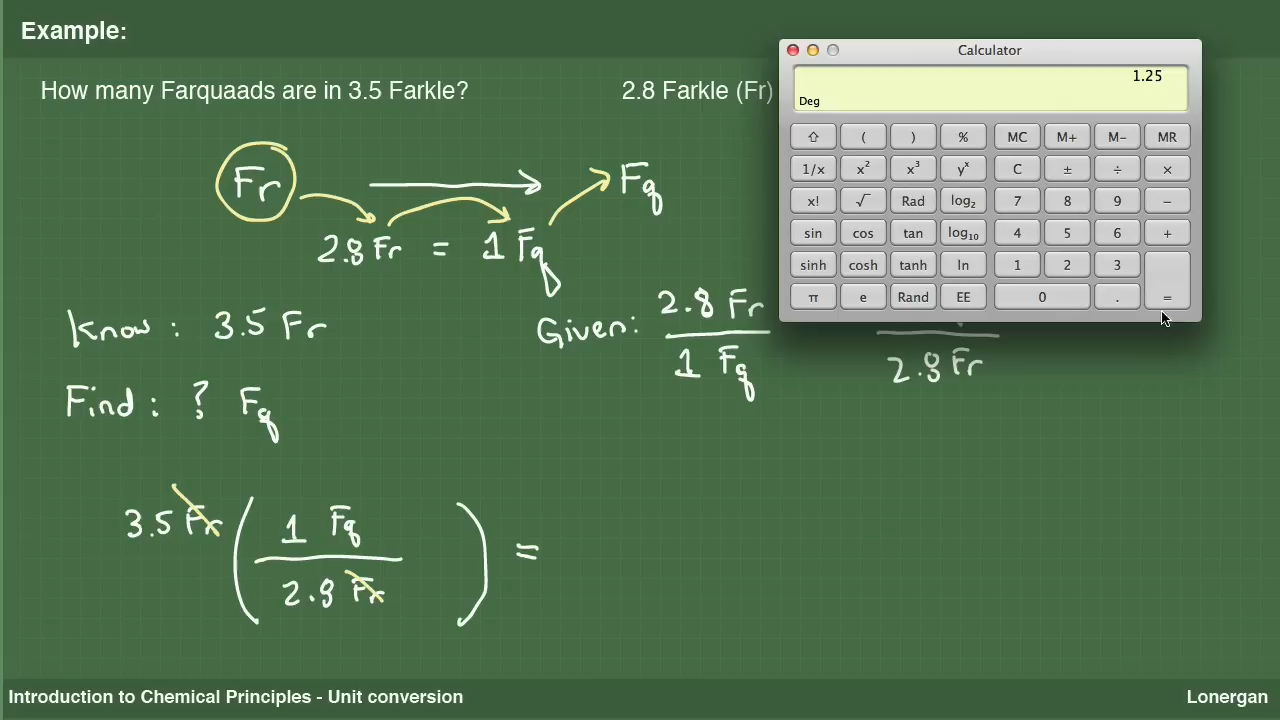 Example:
How many Farquaads are in 3.5 Farkle? 2.8 Farkle (Fr)
Calculator
1.25
Deg
⇧ ( ) % MC M+ M− MR
1/x x² x³ yˣ C ± ÷ ×
x! √ Rad log₂ 7 8 9 −
sin cos tan log₁₀ 4 5 6 +
sinh cosh tanh ln 1 2 3
π e Rand EE 0 . =
Fr Fq
2.8 Fr = 1 Fq
Know : 3.5 Fr
Given: 2.8 Fr
1 Fq
2.8 Fr
Find : ? Fq
3.5 Fr ( 1 Fq ) =
2.8 Fr
Introduction to Chemical Principles - Unit conversion
Lonergan